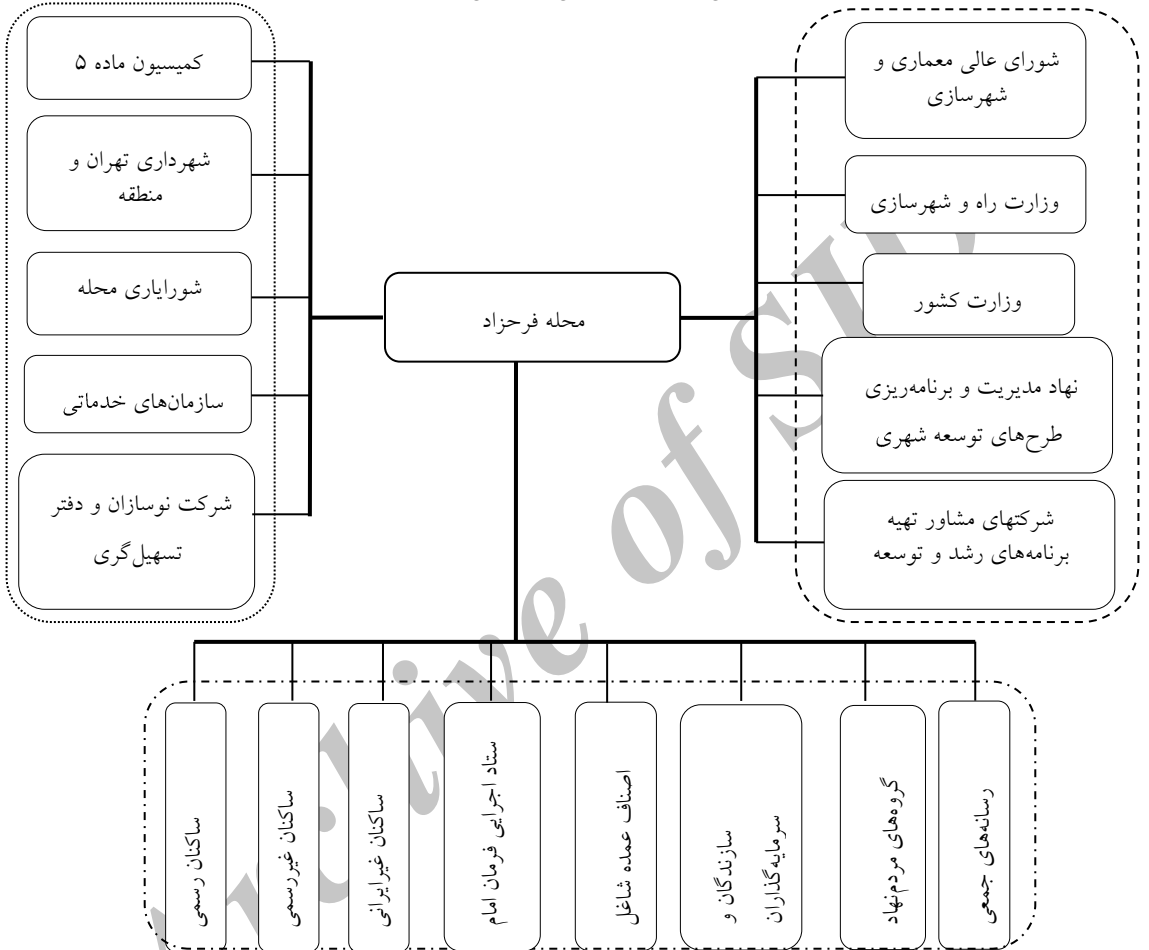 شورای عالی معماری و
شهرسازی
وزارت راه و شهرسازی
وزارت کشور
نهاد مدیریت و برنامه‌ریزی
طرح‌های توسعه شهری
شرکتهای مشاور تهیه
برنامه‌های رشد و توسعه
محله فرحزاد
کمیسیون ماده ۵
شهرداری تهران و
منطقه
شورایاری محله
سازمان‌های خدماتی
شرکت نوسازان و دفتر
تسهیل‌گری
رسانه‌های جمعی
گروه‌های مردم‌نهاد
سازندگان و
سرمایه‌گذاران
اصناف عمده شاغل
ستاد اجرایی فرمان امام
ساکنان غیرایرانی
ساکنان غیررسمی
ساکنان رسمی
Archive of SID